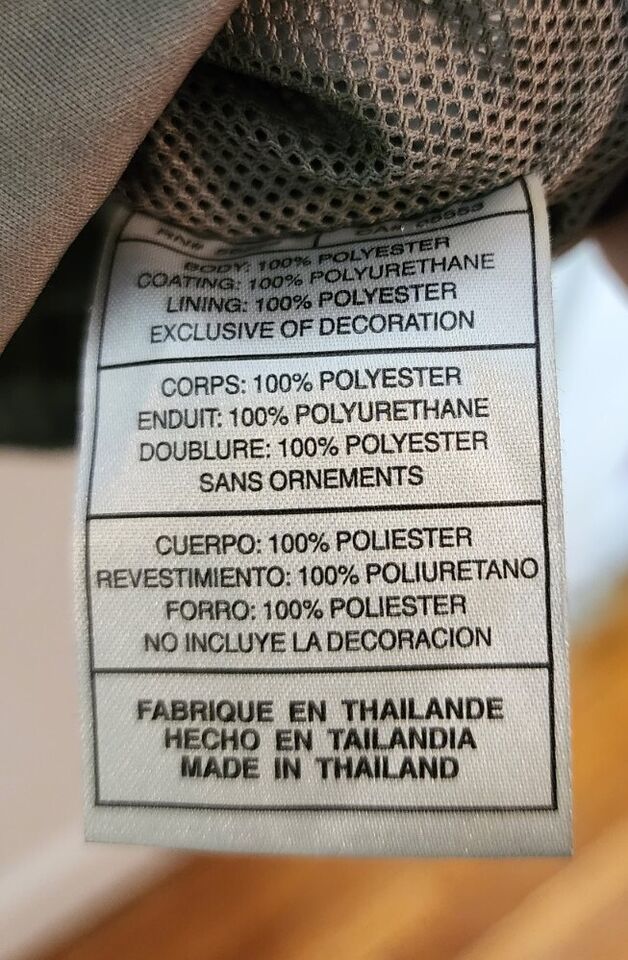 RN#
CA#
BODY: 100% POLYESTER
COATING: 100% POLYURETHANE
LINING: 100% POLYESTER
EXCLUSIVE OF DECORATION
CORPS: 100% POLYESTER
ENDUIT: 100% POLYURETHANE
DOUBLURE: 100% POLYESTER
SANS ORNEMENTS
CUERPO: 100% POLIESTER
REVESTIMIENTO: 100% POLIURETANO
FORRO: 100% POLIESTER
NO INCLUYE LA DECORACION
FABRIQUE EN THAILANDE
HECHO EN TAILANDIA
MADE IN THAILAND